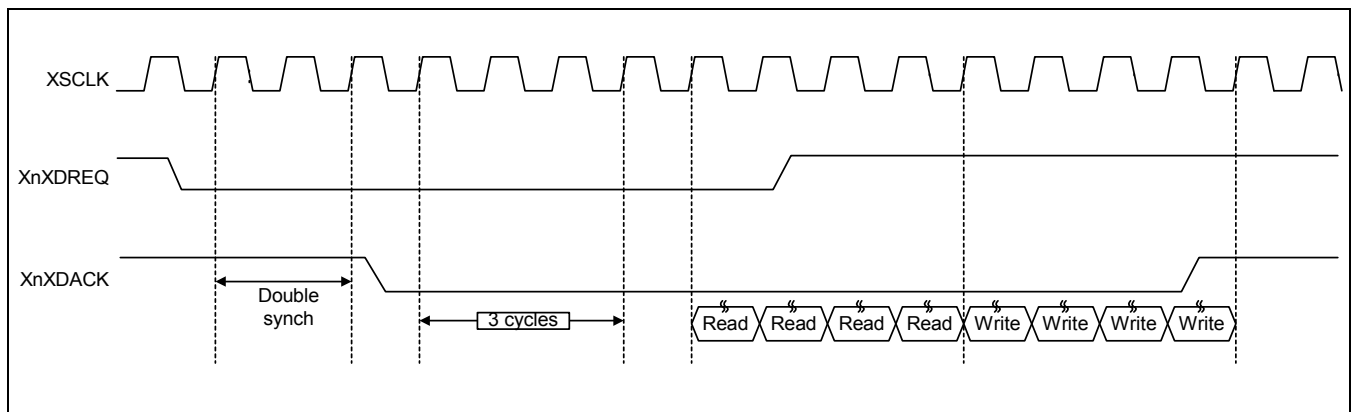 XSCLK
XnXDREQ
XnXDACK
Double
synch
3 cycles
Read Read Read Read Write Write Write Write